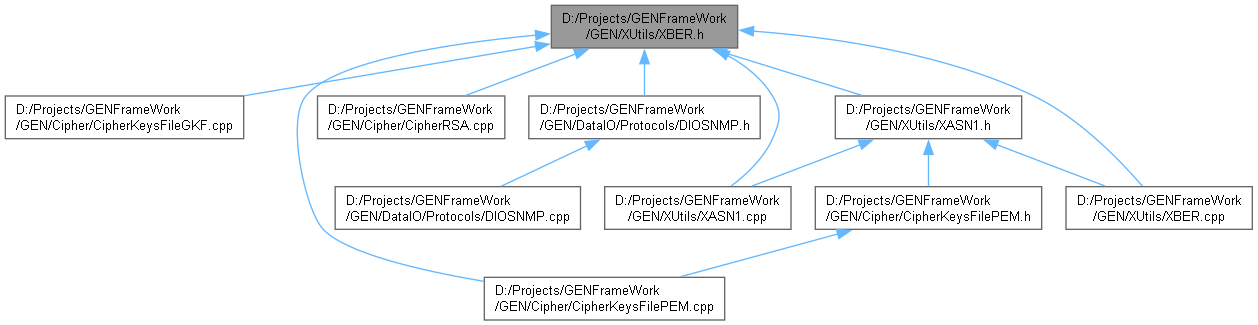 D:/Projects/GENFrameWork
/GEN/XUtils/XBER.h
D:/Projects/GENFrameWork
/GEN/Cipher/CipherKeysFileGKF.cpp
D:/Projects/GENFrameWork
/GEN/Cipher/CipherRSA.cpp
D:/Projects/GENFrameWork
/GEN/DataIO/Protocols/DIOSNMP.h
D:/Projects/GENFrameWork
/GEN/XUtils/XASN1.h
D:/Projects/GENFrameWork
/GEN/DataIO/Protocols/DIOSNMP.cpp
D:/Projects/GENFrameWork
/GEN/XUtils/XASN1.cpp
D:/Projects/GENFrameWork
/GEN/Cipher/CipherKeysFilePEM.h
D:/Projects/GENFrameWork
/GEN/XUtils/XBER.cpp
D:/Projects/GENFrameWork
/GEN/Cipher/CipherKeysFilePEM.cpp